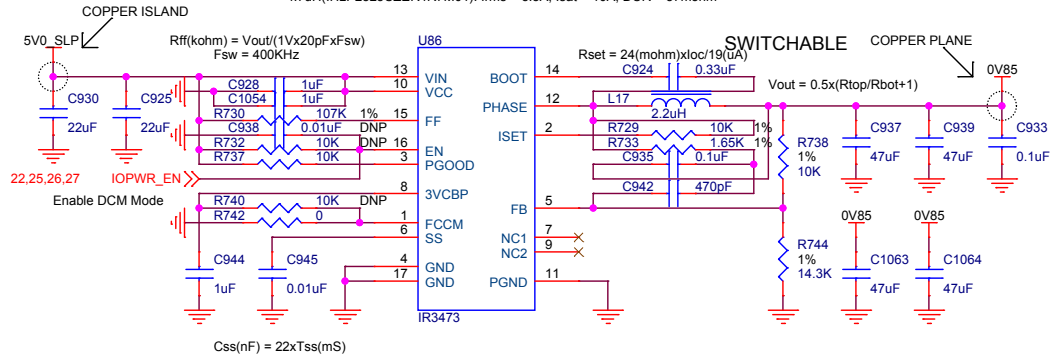 COPPER ISLAND
5V0_SLP
Rff(kohm) = Vout/(1Vx20pFxFsw)
Fsw = 400KHz
U86
Rset = 24(mohm)xIoc/19(uA)
SWITCHABLE
COPPER PLANE
0V85
Vout = 0.5x(Rtop/Rbot+1)
C930
22uF
C925
22uF
C928 1uF
C1054 1uF
R730 107K 1%
C938 0.01uF DNP
R732 10K
R737 10K
22,25,26,27 IOPWR_EN
Enable DCM Mode
R740 10K DNP
R742 0
C944
1uF
C945
0.01uF
13 VIN
10 VCC
15 FF
16 EN
3 PGOOD
8 3VCBP
1 FCCM
6 SS
4 GND
17 GND
BOOT 14
PHASE 12
ISET 2
FB 5
NC1 7
NC2 9
PGND 11
IR3473
C924 0.33uF
L17
2.2uH
R729 10K 1%
R733 1.65K 1%
C935 0.1uF
C942 470pF
R738
1%
10K
R744
1%
14.3K
C937
47uF
C939
47uF
C933
0.1uF
0V85
0V85
C1063
47uF
C1064
47uF
Css(nF) = 22xTss(mS)